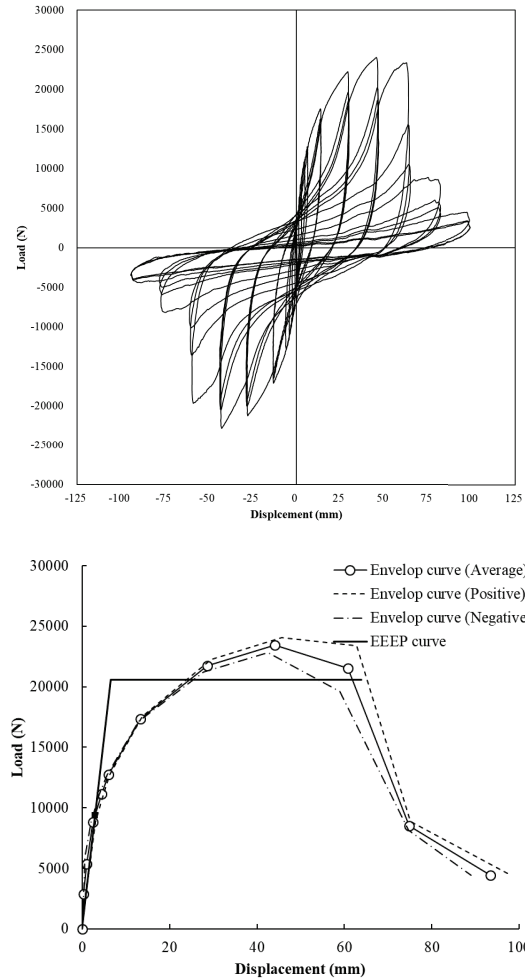 30000
25000
20000
15000
10000
5000
0
-5000
-10000
-15000
-20000
-25000
-30000
Load (N)
-125 -100 -75 -50 -25 0 25 50 75 100 125
Displcement (mm)
30000
25000
20000
15000
10000
5000
0
Load (N)
Envelop curve (Average)
Envelop curve (Positive)
Envelop curve (Negative
EEEP curve
0 20 40 60 80 100
Displacement (mm)